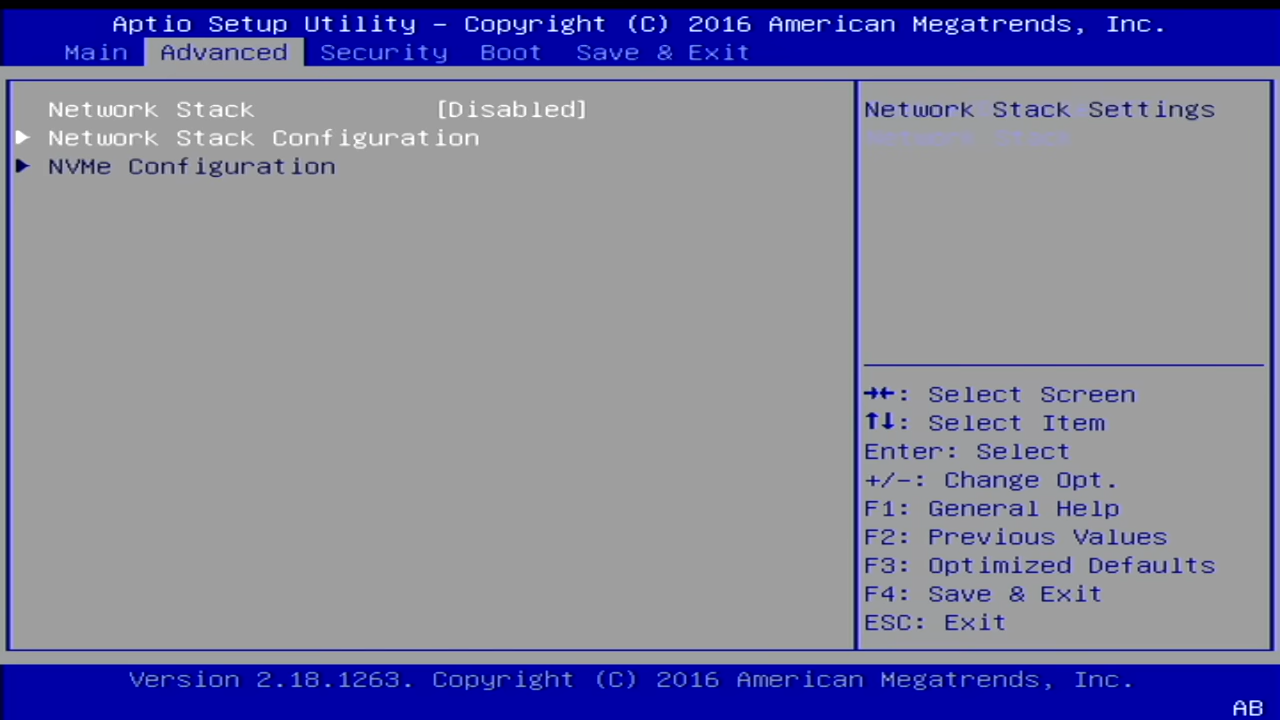 Aptio Setup Utility - Copyright (C) 2016 American Megatrends, Inc.
Main Advanced Security Boot Save & Exit
Network Stack [Disabled]
Network Stack Configuration
NVMe Configuration
Network Stack Settings
Network Stack
→←: Select Screen
↑↓: Select Item
Enter: Select
+/-: Change Opt.
F1: General Help
F2: Previous Values
F3: Optimized Defaults
F4: Save & Exit
ESC: Exit
Version 2.18.1263. Copyright (C) 2016 American Megatrends, Inc.
AB